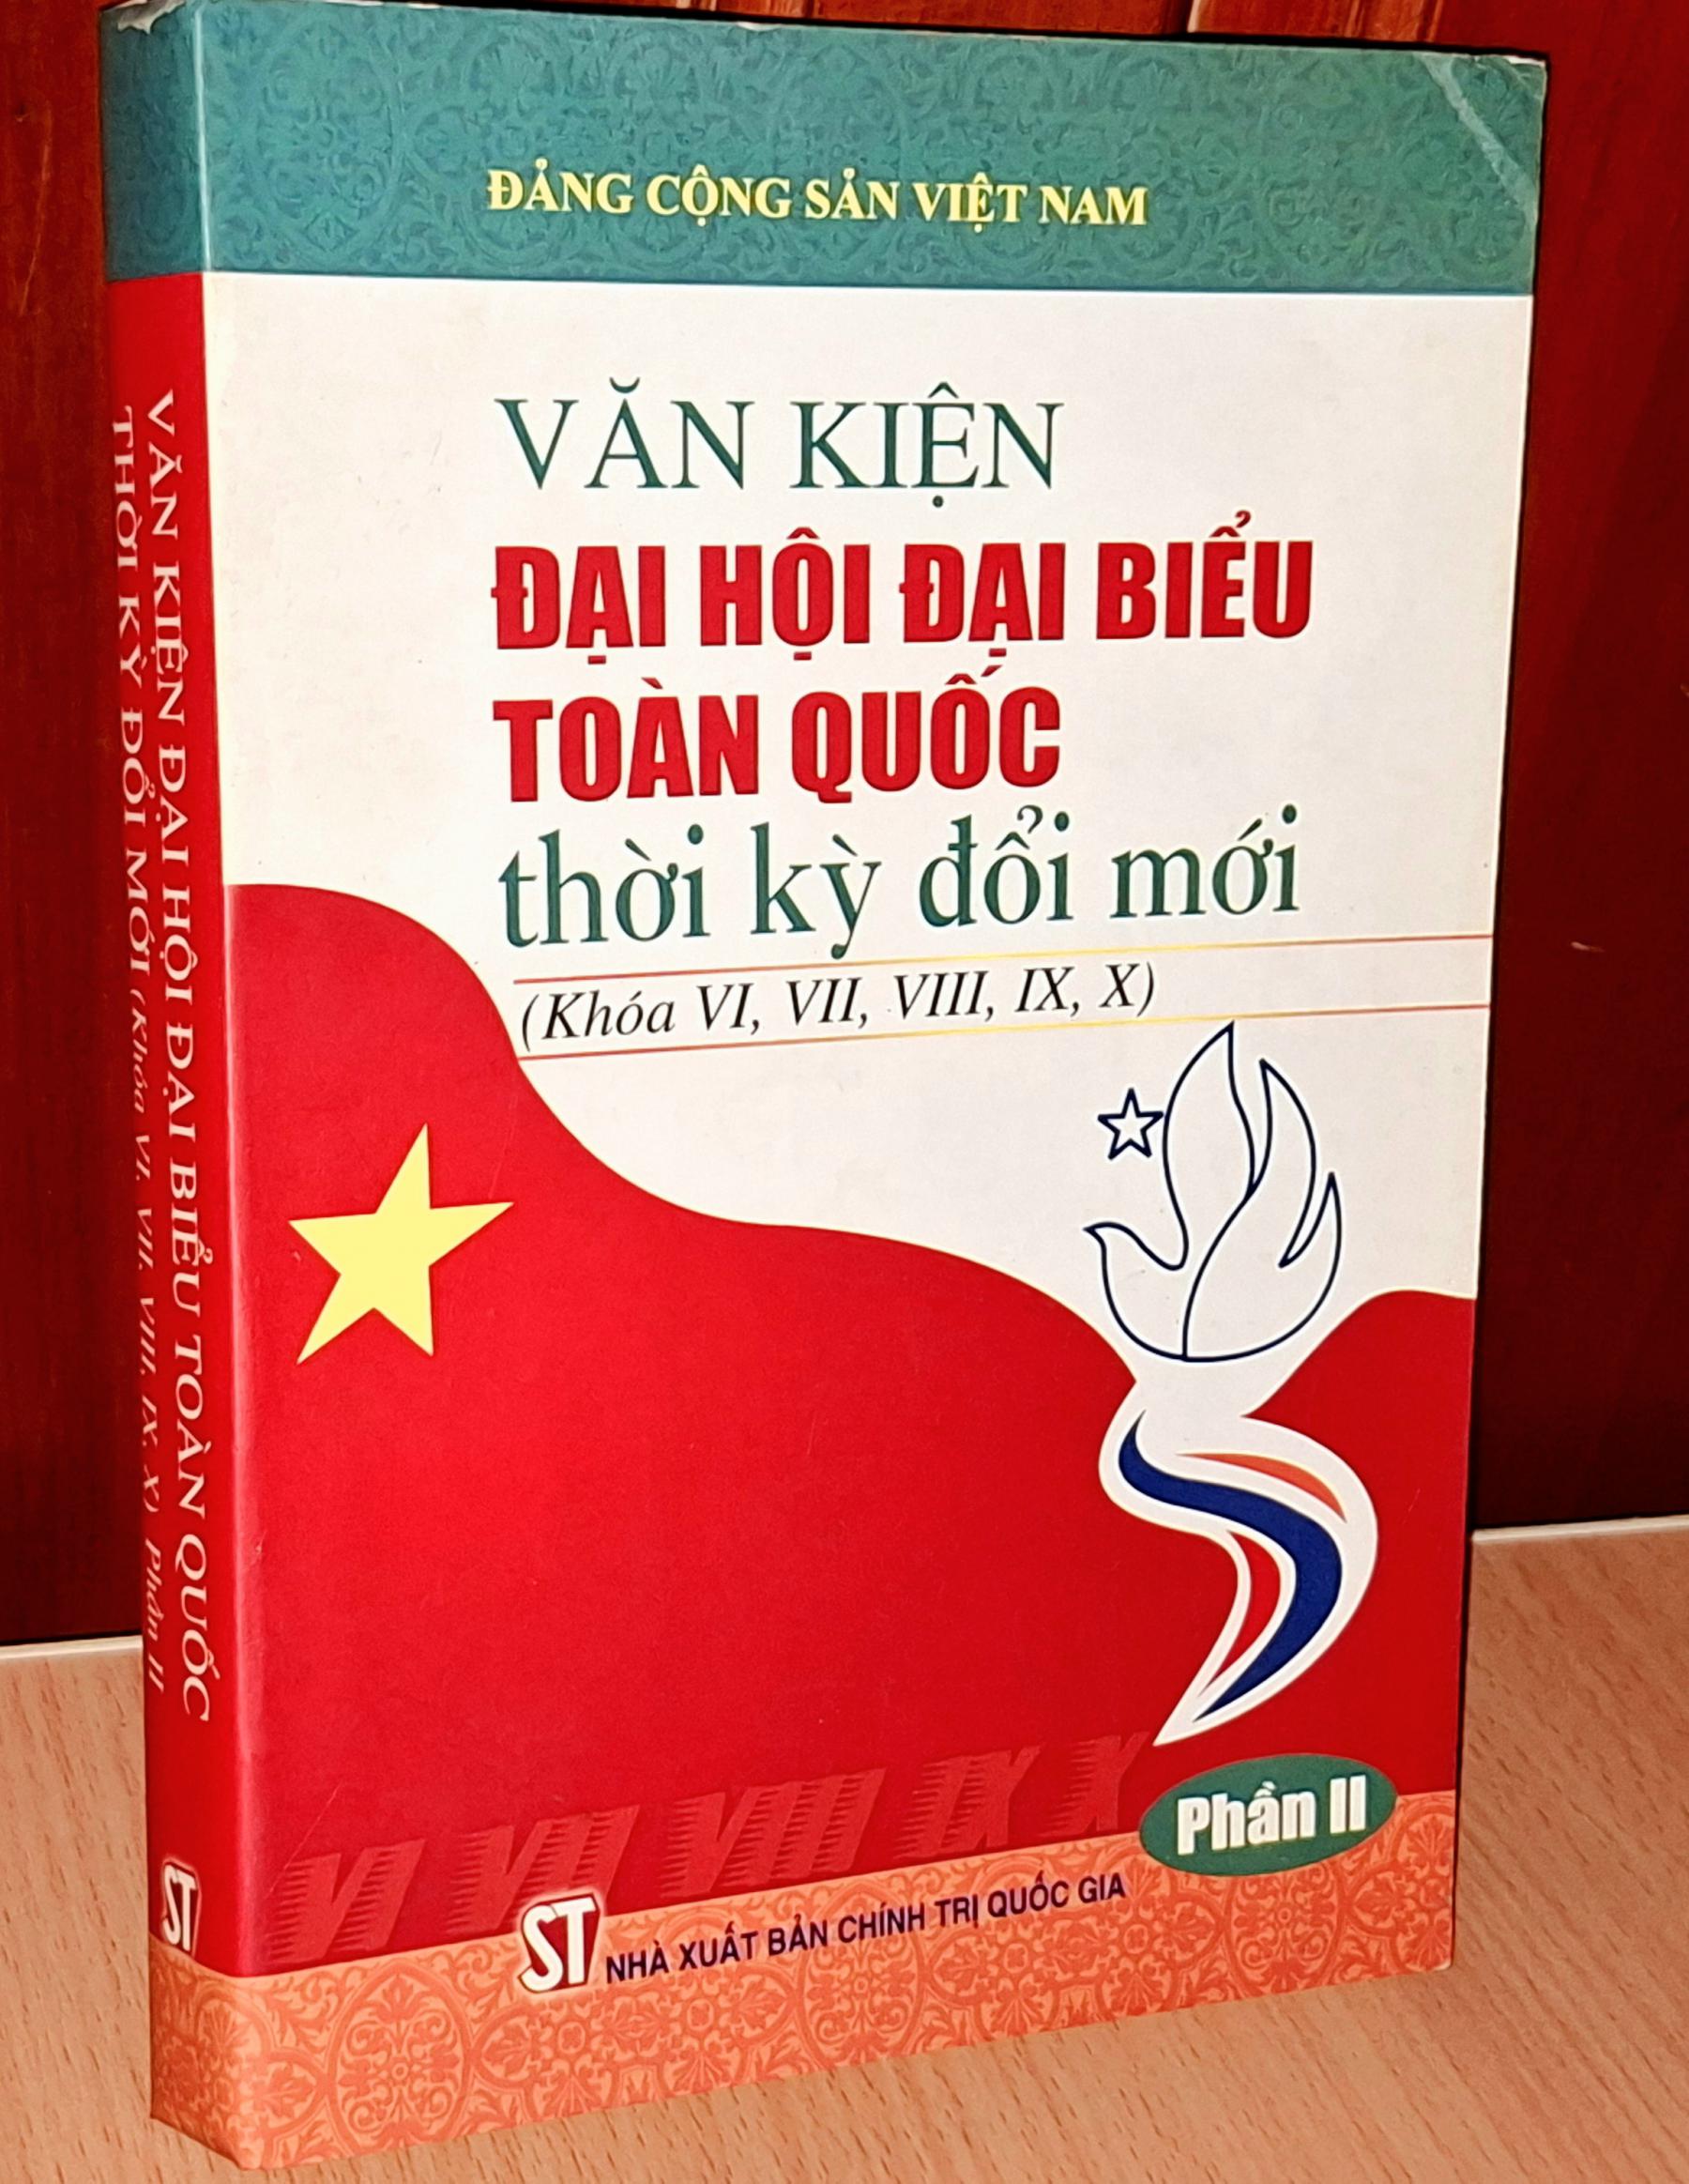 ĐẢNG CỘNG SẢN VIỆT NAM
VĂN KIỆN
ĐẠI HỘI ĐẠI BIỂU
TOÀN QUỐC
thời kỳ đổi mới
(Khóa VI, VII, VIII, IX, X)
VI VII VIII IX X
Phần II
ST NHÀ XUẤT BẢN CHÍNH TRỊ QUỐC GIA
VĂN KIỆN ĐẠI HỘI ĐẠI BIỂU TOÀN QUỐC
THỜI KỲ ĐỔI MỚI (Khóa VI, VII, VIII, IX, X) Phần II
ST